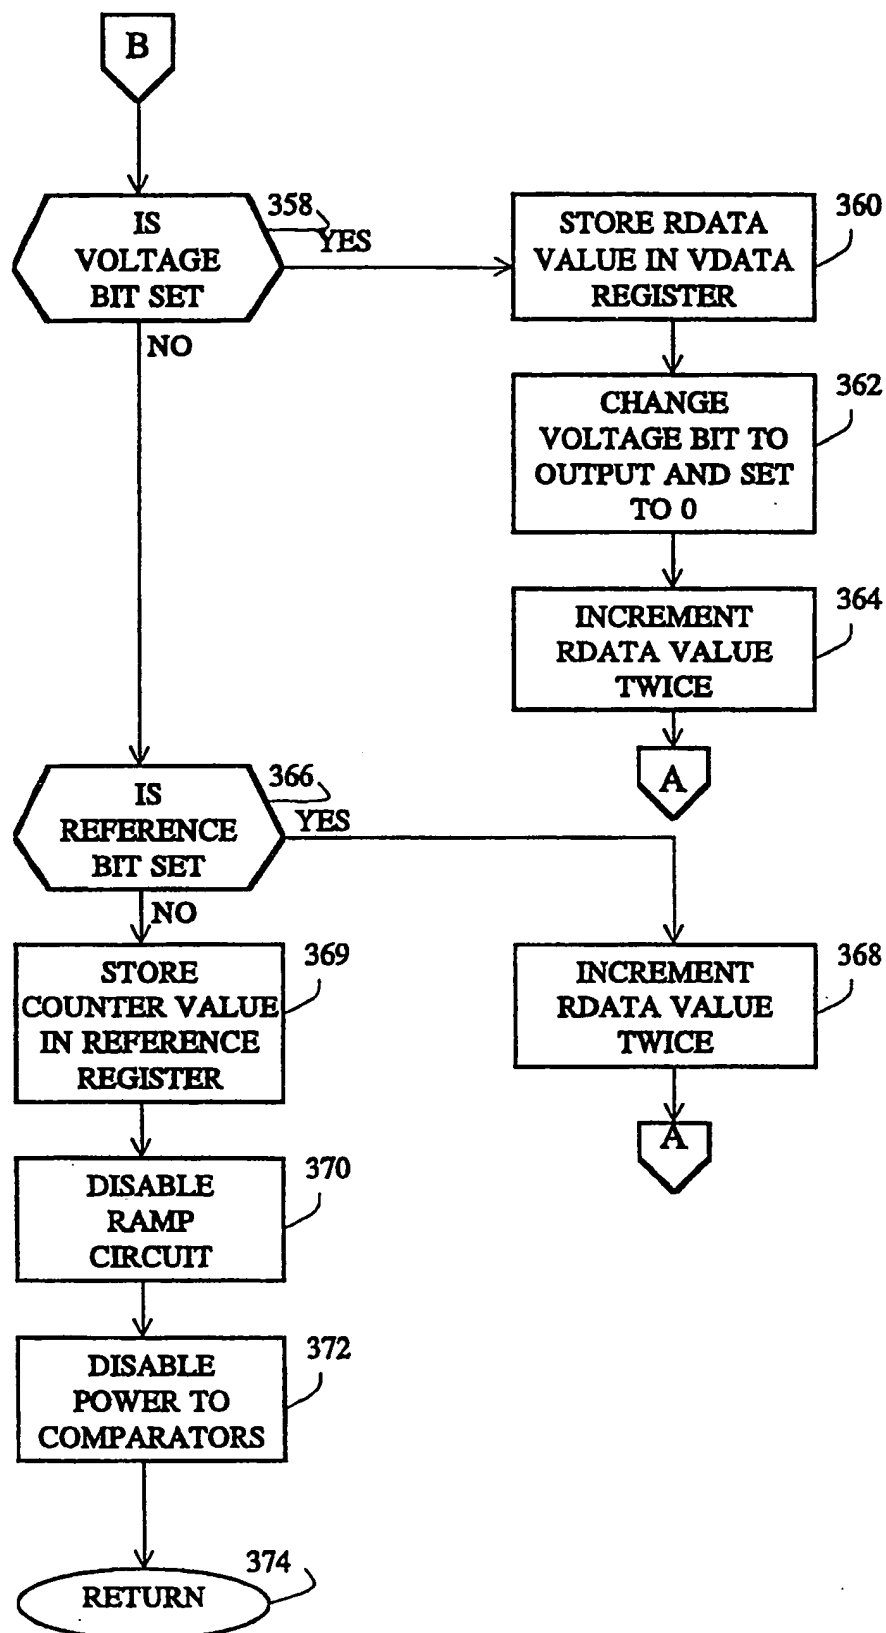 B
IS
VOLTAGE
BIT SET
358
YES
NO
STORE RDATA
VALUE IN VDATA
REGISTER
360
CHANGE
VOLTAGE BIT TO
OUTPUT AND SET
TO 0
362
INCREMENT
RDATA VALUE
TWICE
364
A
IS
REFERENCE
BIT SET
366
YES
NO
INCREMENT
RDATA VALUE
TWICE
368
A
STORE
COUNTER VALUE
IN REFERENCE
REGISTER
369
DISABLE
RAMP
CIRCUIT
370
DISABLE
POWER TO
COMPARATORS
372
RETURN
374